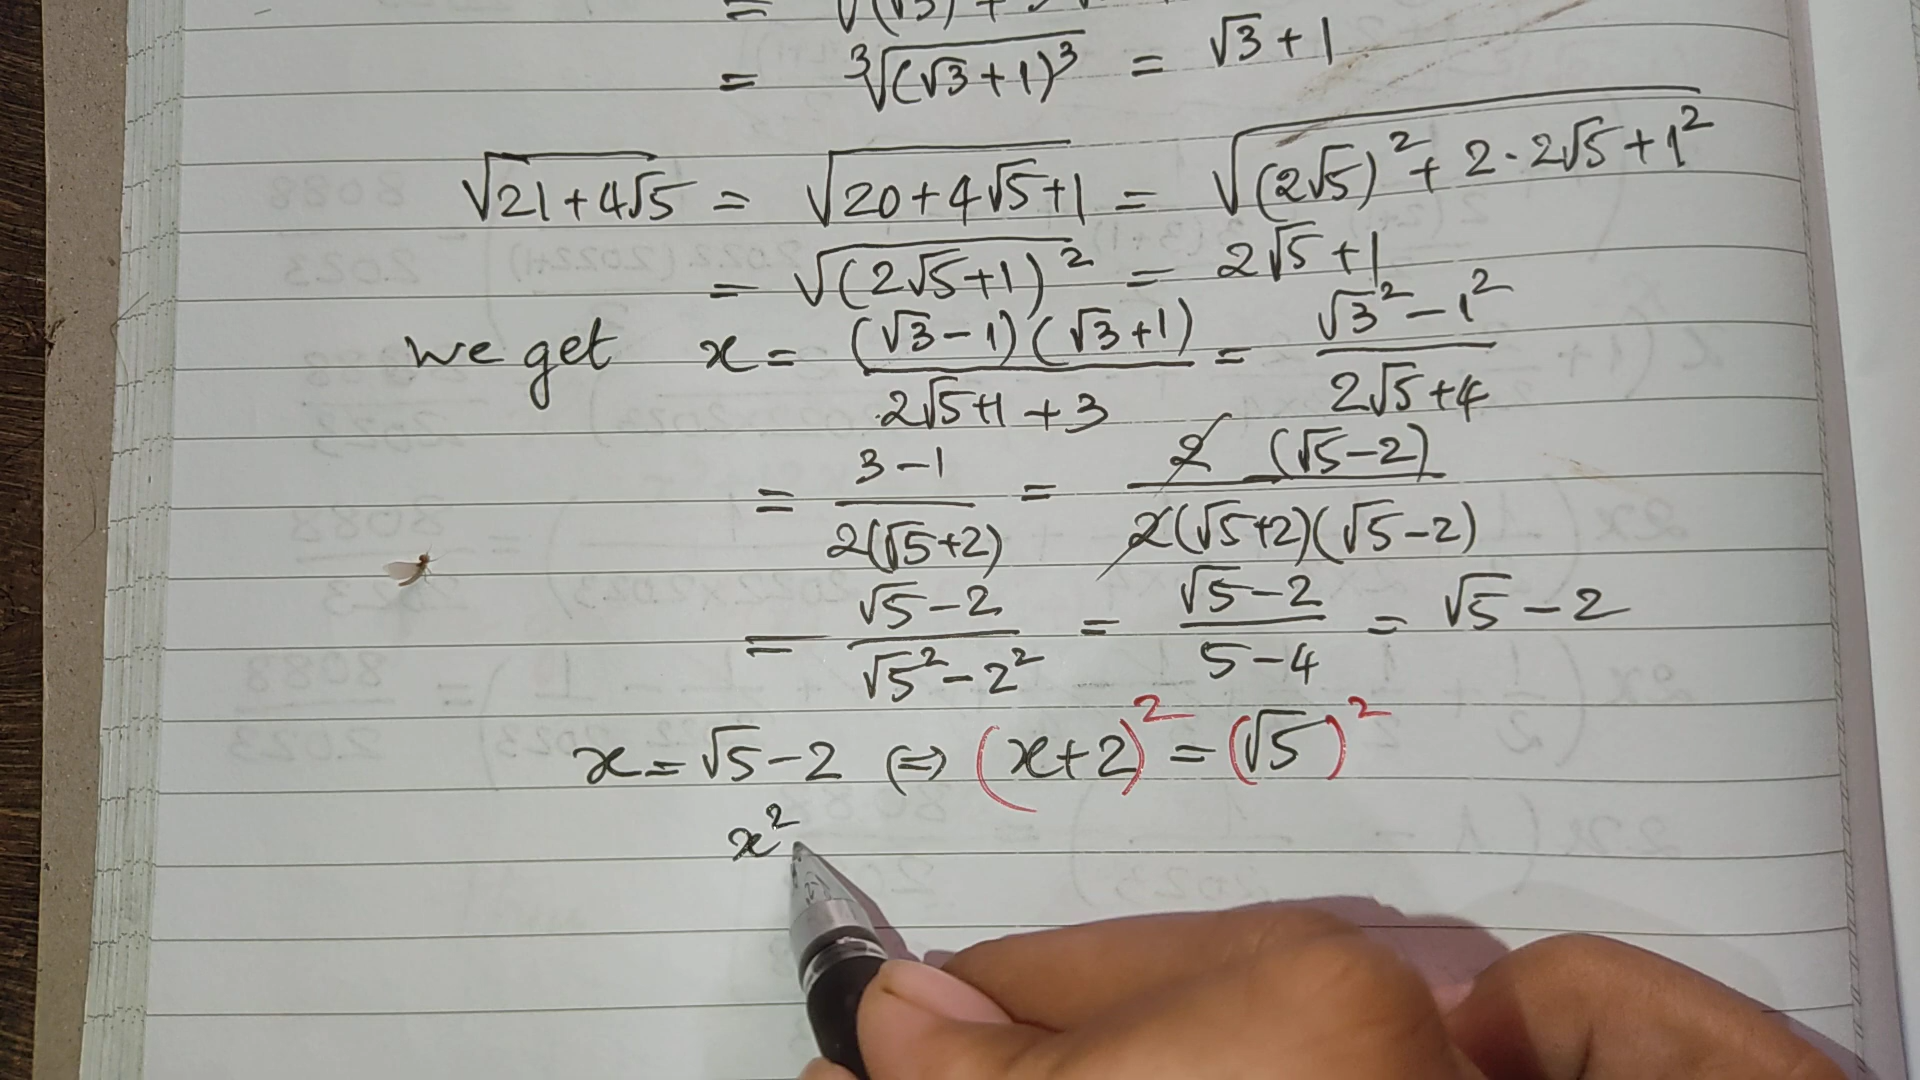 = ∛(√3+1)³ = √3+1
√21+4√5 = √20+4√5+1 = √(2√5)²+2·2√5+1²
= √(2√5+1)² = 2√5+1
we get x = (√3-1)(√3+1) / 2√5+1+3 = √3²-1² / 2√5+4
= 3-1 / 2(√5+2) = 2 (√5-2) / 2(√5+2)(√5-2)
= √5-2 / √5²-2² = √5-2 / 5-4 = √5-2
x = √5-2 ⇔ (x+2)² = (√5)²
x²